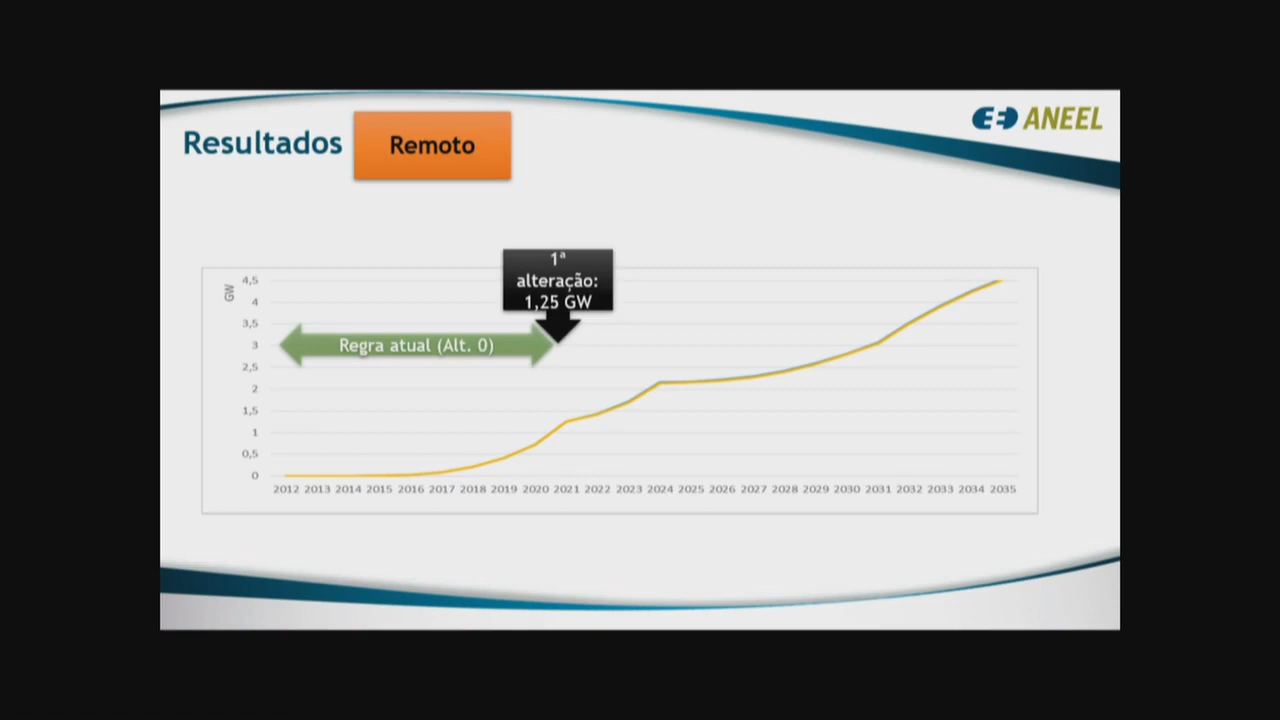 ANEEL
Resultados
Remoto
1ª
alteração:
1,25 GW
Regra atual (Alt. 0)
GW
4,5
4
3,5
3
2,5
2
1,5
1
0,5
0
2012 2013 2014 2015 2016 2017 2018 2019 2020 2021 2022 2023 2024 2025 2026 2027 2028 2029 2030 2031 2032 2033 2034 2035